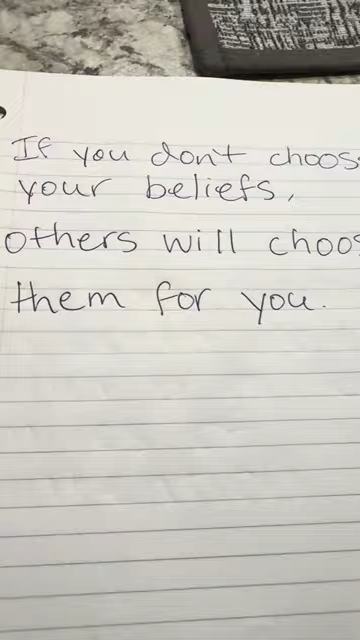 If you don't choos
your beliefs,
others will choos
them for you.